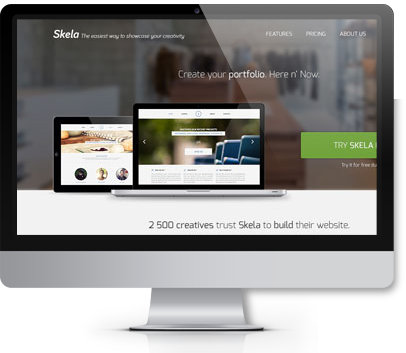 Skela The easiest way to showcase your creativity
FEATURES PRICING ABOUT US
Create your portfolio. Here n' Now.
TRY SKELA
Try it for free du
2 500 creatives trust Skela to build their website.